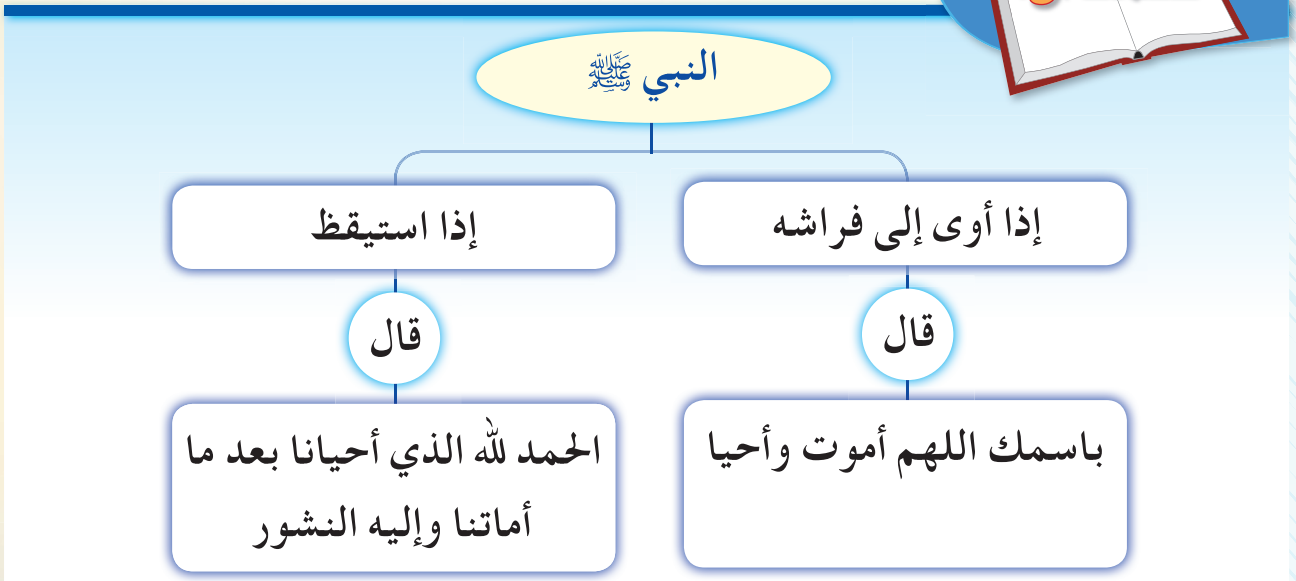 النبي ﷺ
إذا أوى إلى فراشه
إذا استيقظ
قال
قال
باسمك اللهم أموت وأحيا
الحمد لله الذي أحيانا بعد ما
أماتنا وإليه النشور